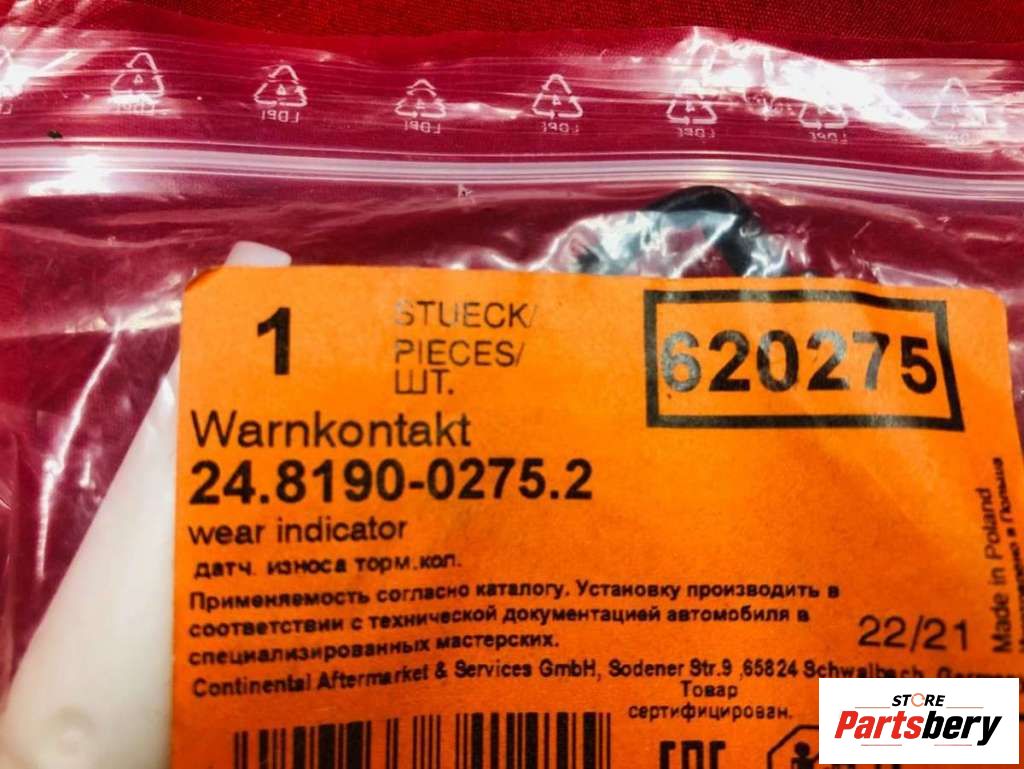 1
STUECK/
PIECES/
ШТ.
620275
Warnkontakt
24.8190-0275.2
wear indicator
датч. износа торм.кол.
Применяемость согласно каталогу. Установку производить в
соответствии с технической документацией автомобиля в
специализированных мастерских.
22/21
Made in Poland
Continental Aftermarket & Services GmbH, Sodener Str.9 ,65824 Schwalbach,
Товар
сертифицирован.
EAC
STORE
Partsbery